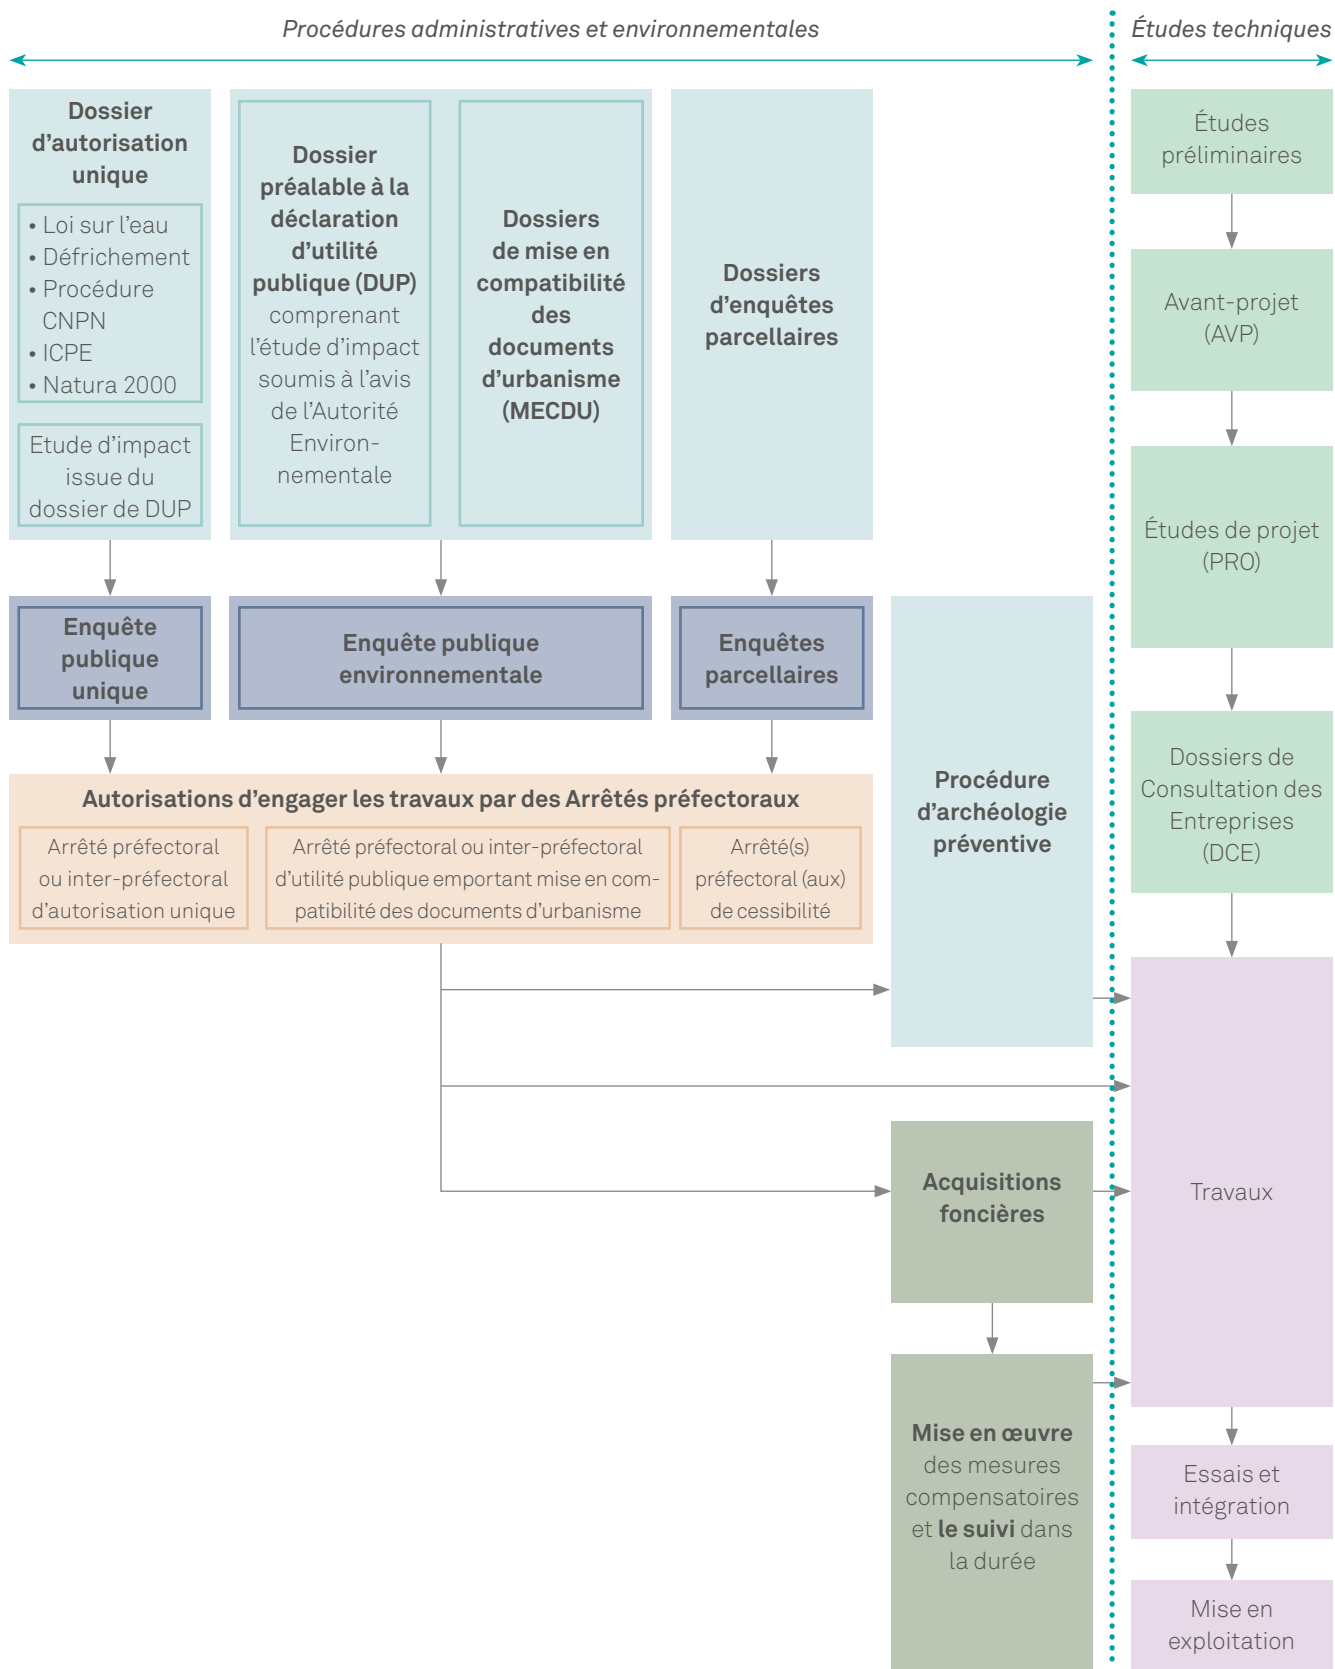 Procédures administratives et environnementales
Études techniques
Dossier
d'autorisation
unique
• Loi sur l'eau
• Défrichement
• Procédure
CNPN
• ICPE
• Natura 2000
Etude d'impact
issue du
dossier de DUP
Dossier
préalable à la
déclaration
d'utilité
publique (DUP)
comprenant
l'étude d'impact
soumis à l'avis
de l'Autorité
Environ-
nementale
Dossiers
de mise en
compatibilité
des
documents
d'urbanisme
(MECDU)
Dossiers
d'enquêtes
parcellaires
Enquête
publique
unique
Enquête publique
environnementale
Enquêtes
parcellaires
Autorisations d'engager les travaux par des Arrêtés préfectoraux
Arrêté préfectoral
ou inter-préfectoral
d'autorisation unique
Arrêté préfectoral ou inter-préfectoral
d'utilité publique emportant mise en com-
patibilité des documents d'urbanisme
Arrêté(s)
préfectoral (aux)
de cessibilité
Procédure
d'archéologie
préventive
Acquisitions
foncières
Mise en œuvre
des mesures
compensatoires
et le suivi dans
la durée
Études
préliminaires
Avant-projet
(AVP)
Études de projet
(PRO)
Dossiers de
Consultation des
Entreprises
(DCE)
Travaux
Essais et
intégration
Mise en
exploitation